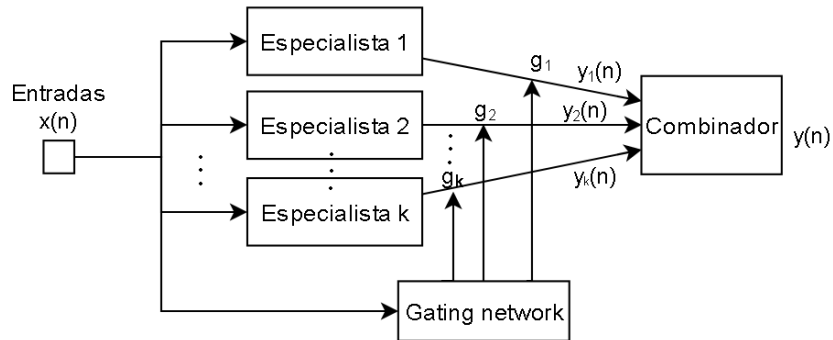 Entradas
x(n)
Especialista 1
Especialista 2
Especialista k
g₁
g₂
gₖ
y₁(n)
y₂(n)
yₖ(n)
Combinador
y(n)
Gating network